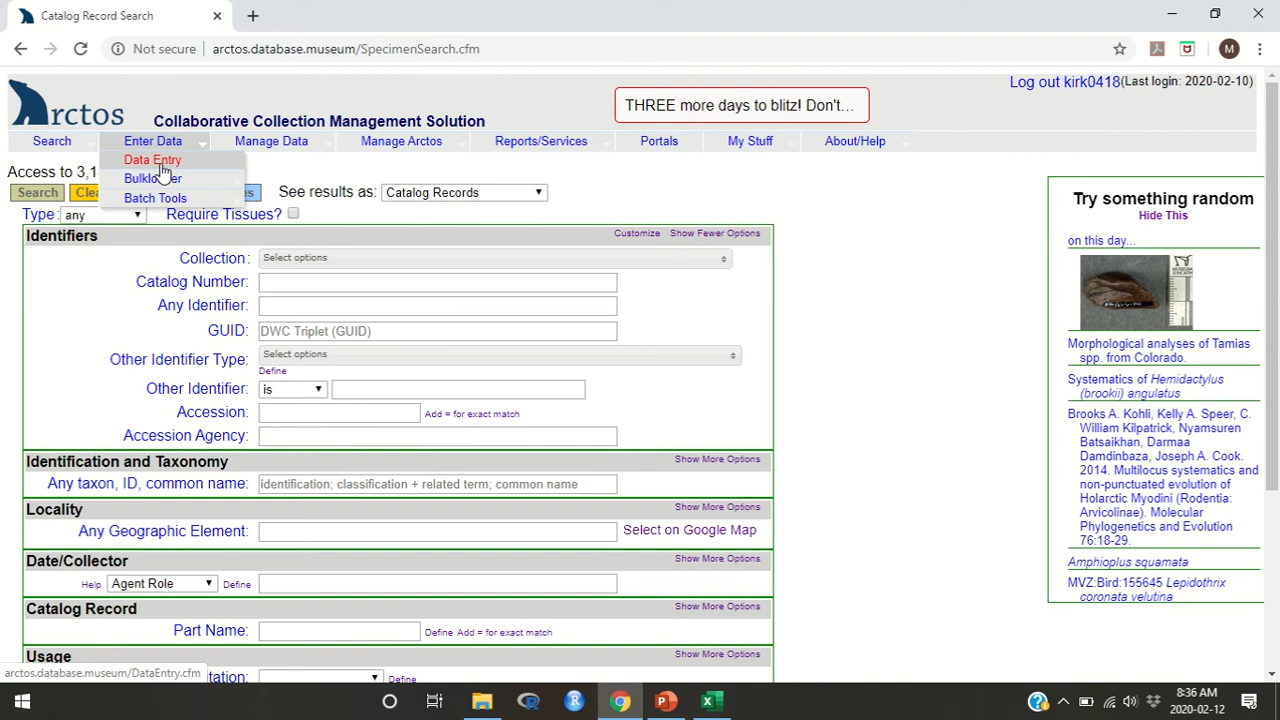 Catalog Record Search
Not secure arctos.database.museum/SpecimenSearch.cfm
M
Arctos
Collaborative Collection Management Solution
THREE more days to blitz! Don't…
Log out kirk0418(Last login: 2020-02-10)
Search Enter Data Manage Data Manage Arctos Reports/Services Portals My Stuff About/Help
Data Entry
Batch Tools
Access to 3,1
Search See results as: Catalog Records
Type: any Require Tissues?
Identifiers Customize Show Fewer Options
Collection: Select options
Catalog Number:
Any Identifier:
GUID: DWC Triplet (GUID)
Other Identifier Type: Select options
Define
Other Identifier: is
Accession: Add = for exact match
Accession Agency:
Identification and Taxonomy Show More Options
Any taxon, ID, common name: identification; classification + related term; common name
Locality Show More Options
Any Geographic Element: Select on Google Map
Date/Collector Show More Options
Help Agent Role Define
Catalog Record Show More Options
Part Name: Define Add = for exact match
Usage Show More Options
Define
Try something random
Hide This
on this day...
Morphological analyses of Tamias
spp. from Colorado.
Systematics of Hemidactylus
(brookii) angulatus
Brooks A. Kohli, Kelly A. Speer, C.
William Kilpatrick, Nyamsuren
Batsaikhan, Darmaa
Damdinbaza, Joseph A. Cook.
2014. Multilocus systematics and
non-punctuated evolution of
Holarctic Myodini (Rodentia:
Arvicolinae). Molecular
Phylogenetics and Evolution
76:18-29.
Amphioplus squamata
MVZ:Bird:155645 Lepidothrix
coronata velutina
arctos.database.museum/DataEntry.cfm
8:36 AM
2020-02-12